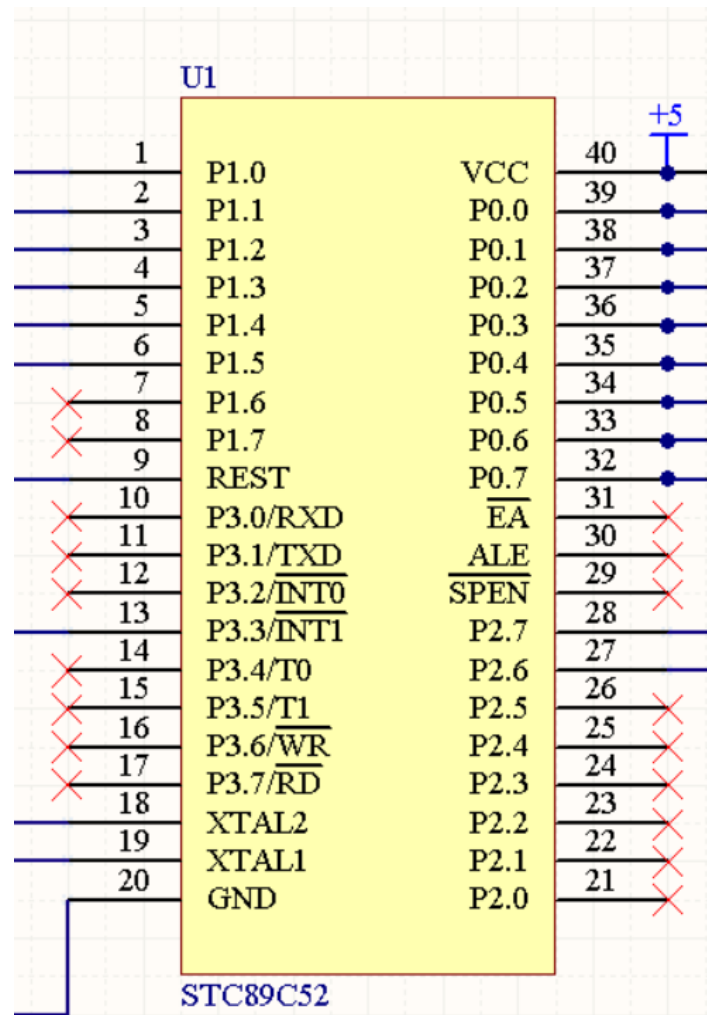 U1
+5
1 P1.0 VCC 40
2 P1.1 P0.0 39
3 P1.2 P0.1 38
4 P1.3 P0.2 37
5 P1.4 P0.3 36
6 P1.5 P0.4 35
7 P1.6 P0.5 34
8 P1.7 P0.6 33
9 REST P0.7 32
10 P3.0/RXD EA 31
11 P3.1/TXD ALE 30
12 P3.2/INT0 SPEN 29
13 P3.3/INT1 P2.7 28
14 P3.4/T0 P2.6 27
15 P3.5/T1 P2.5 26
16 P3.6/WR P2.4 25
17 P3.7/RD P2.3 24
18 XTAL2 P2.2 23
19 XTAL1 P2.1 22
20 GND P2.0 21
STC89C52